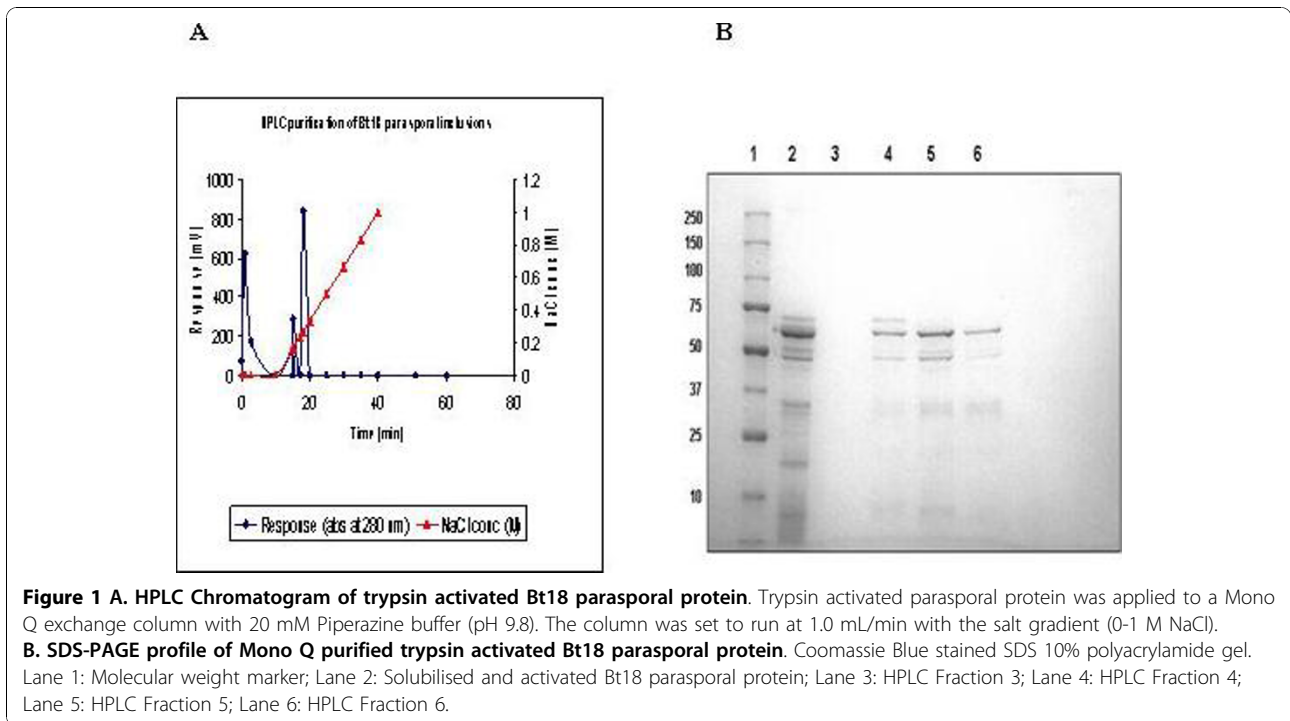 A
B
HPLC purification of Bt18 parasporal inclusions
1000
800
600
400
200
0
Response [mV]
1.2
1
0.8
0.6
0.4
0.2
0
NaCl conc [M]
0 20 40 60 80
Time [min]
Response (abs at 280 nm) NaCl conc (M)
1 2 3 4 5 6
250
150
100
75
50
37
25
10
Figure 1 A. HPLC Chromatogram of trypsin activated Bt18 parasporal protein. Trypsin activated parasporal protein was applied to a Mono
Q exchange column with 20 mM Piperazine buffer (pH 9.8). The column was set to run at 1.0 mL/min with the salt gradient (0-1 M NaCl).
B. SDS-PAGE profile of Mono Q purified trypsin activated Bt18 parasporal protein. Coomassie Blue stained SDS 10% polyacrylamide gel.
Lane 1: Molecular weight marker; Lane 2: Solubilised and activated Bt18 parasporal protein; Lane 3: HPLC Fraction 3; Lane 4: HPLC Fraction 4;
Lane 5: HPLC Fraction 5; Lane 6: HPLC Fraction 6.